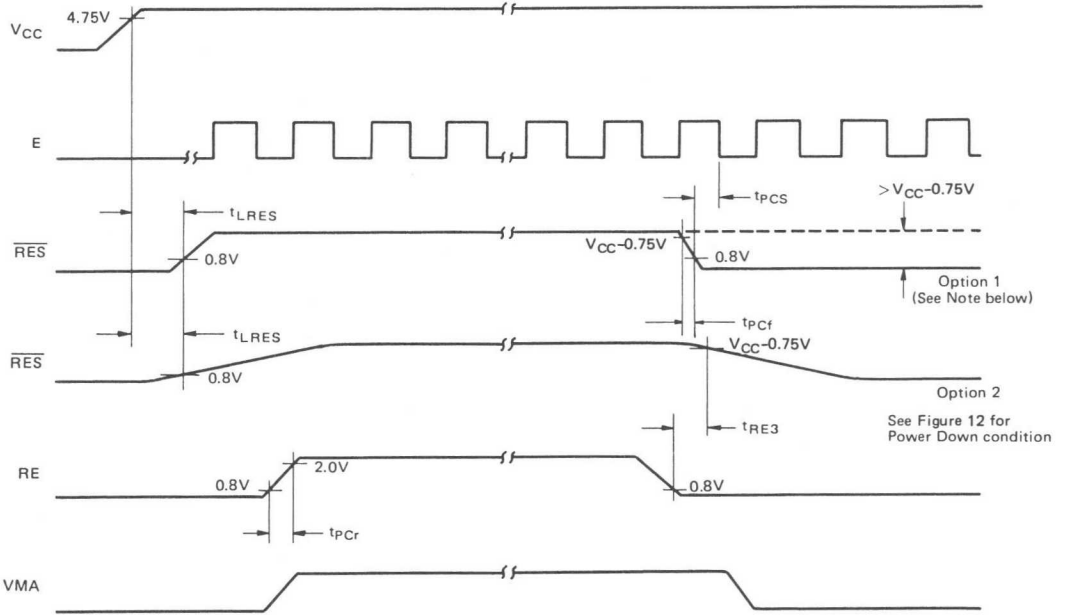 4.75V
VCC
E
tPCS
>VCC−0.75V
tLRES
RES
0.8V
VCC−0.75V
0.8V
Option 1
(See Note below)
tPCf
tLRES
RES
0.8V
VCC−0.75V
Option 2
See Figure 12 for
Power Down condition
tRE3
RE
0.8V
2.0V
0.8V
tPCr
VMA